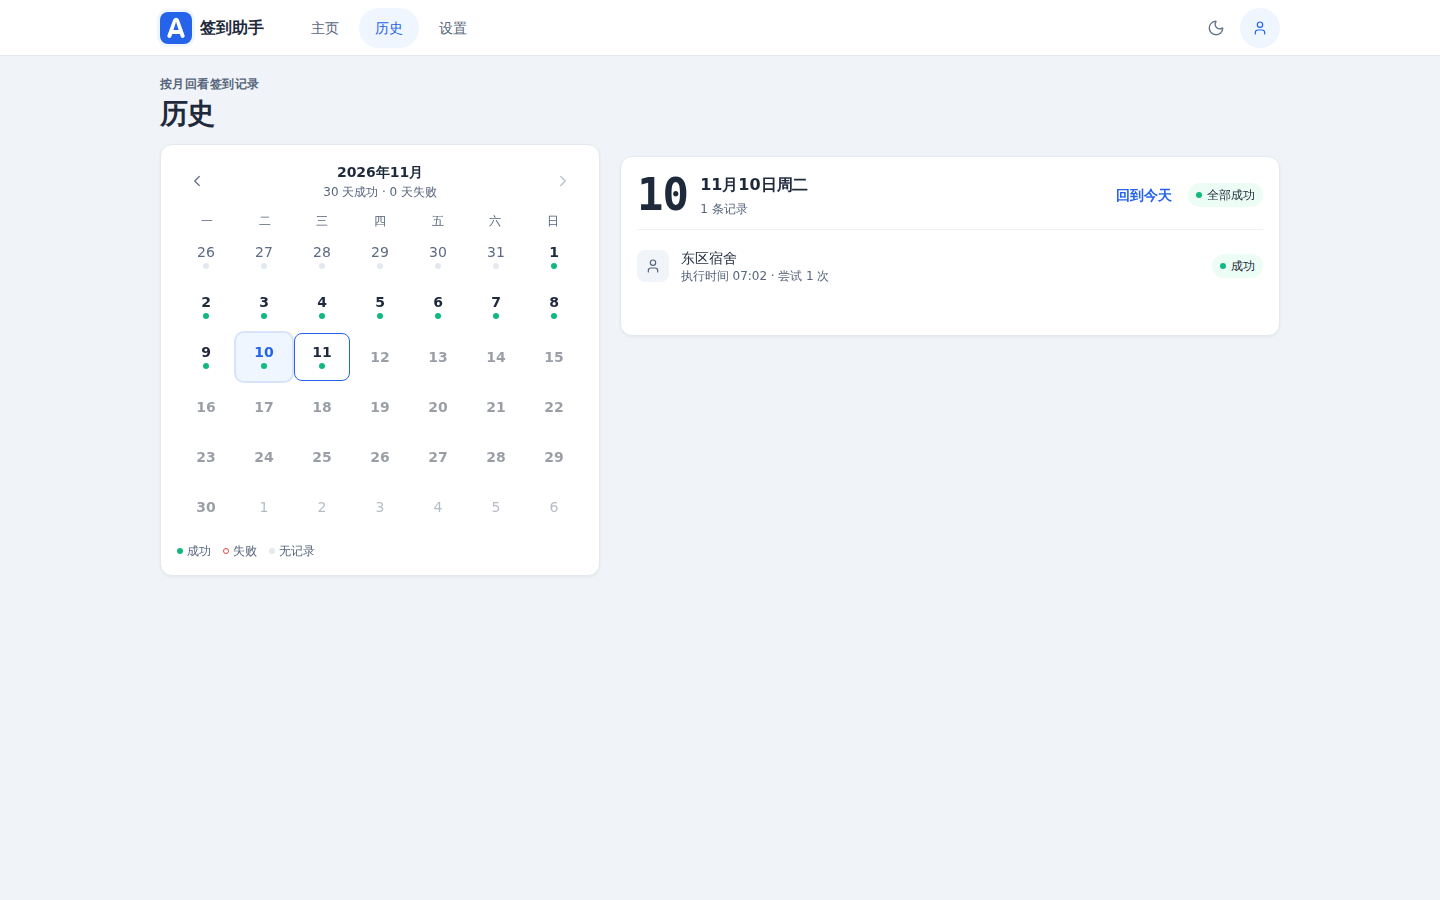 签到助手 主页 历史 设置
按月回看签到记录
历史
2026年11月
30 天成功 · 0 天失败
一 二 三 四 五 六 日
26 27 28 29 30 31 1
2 3 4 5 6 7 8
9 10 11 12 13 14 15
16 17 18 19 20 21 22
23 24 25 26 27 28 29
30 1 2 3 4 5 6
成功 失败 无记录
10 11月10日周二
1 条记录
回到今天 全部成功
东区宿舍
执行时间 07:02 · 尝试 1 次
成功